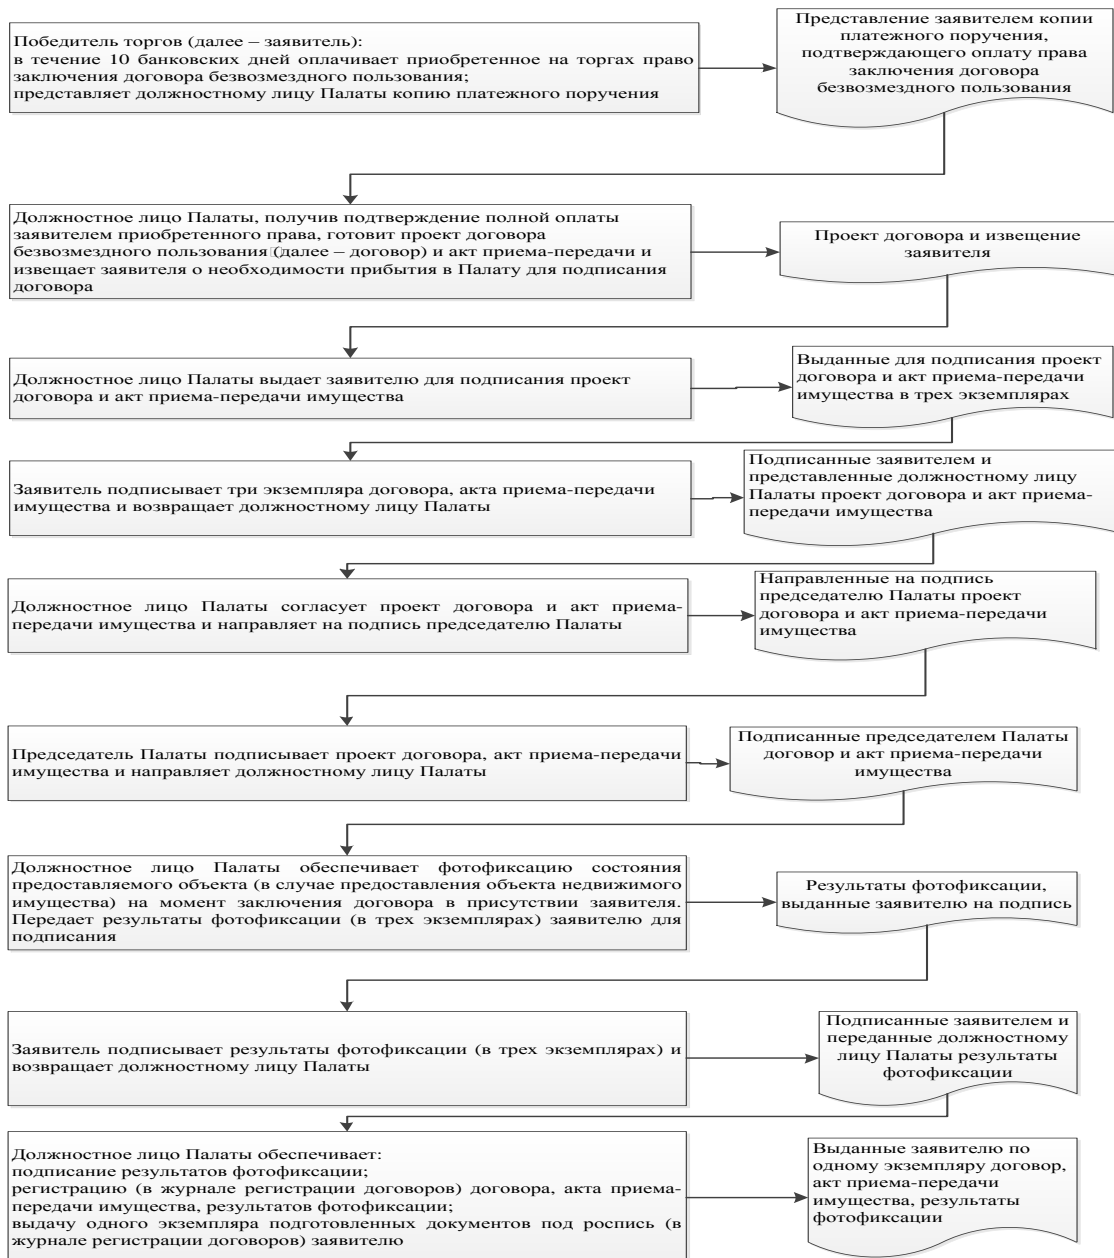 Победитель торгов (далее – заявитель):
в течение 10 банковских дней оплачивает приобретенное на торгах право
заключения договора безвозмездного пользования;
представляет должностному лицу Палаты копию платежного поручения
Представление заявителем копии
платежного поручения,
подтверждающего оплату права
заключения договора
безвозмездного пользования
Должностное лицо Палаты, получив подтверждение полной оплаты
заявителем приобретенного права, готовит проект договора
безвозмездного пользования (далее – договор) и акт приема-передачи и
извещает заявителя о необходимости прибытия в Палату для подписания
договора
Проект договора и извещение
заявителя
Должностное лицо Палаты выдает заявителю для подписания проект
договора и акт приема-передачи имущества
Выданные для подписания проект
договора и акт приема-передачи
имущества в трех экземплярах
Заявитель подписывает три экземпляра договора, акта приема-передачи
имущества и возвращает должностному лицу Палаты
Подписанные заявителем и
представленные должностному лицу
Палаты проект договора и акт приема-
передачи имущества
Должностное лицо Палаты согласует проект договора и акт приема-
передачи имущества и направляет на подпись председателю Палаты
Направленные на подпись
председателю Палаты проект
договора и акт приема-передачи
имущества
Председатель Палаты подписывает проект договора, акт приема-передачи
имущества и направляет должностному лицу Палаты
Подписанные председателем Палаты
договор и акт приема-передачи
имущества
Должностное лицо Палаты обеспечивает фотофиксацию состояния
предоставляемого объекта (в случае предоставления объекта недвижимого
имущества) на момент заключения договора в присутствии заявителя.
Передает результаты фотофиксации (в трех экземплярах) заявителю для
подписания
Результаты фотофиксации,
выданные заявителю на подпись
Заявитель подписывает результаты фотофиксации (в трех экземплярах) и
возвращает должностному лицу Палаты
Подписанные заявителем и
переданные должностному
лицу Палаты результаты
фотофиксации
Должностное лицо Палаты обеспечивает:
подписание результатов фотофиксации;
регистрацию (в журнале регистрации договоров) договора, акта приема-
передачи имущества, результатов фотофиксации;
выдачу одного экземпляра подготовленных документов под роспись (в
журнале регистрации договоров) заявителю
Выданные заявителю по
одному экземпляру договор,
акт приема-передачи
имущества, результаты
фотофиксации